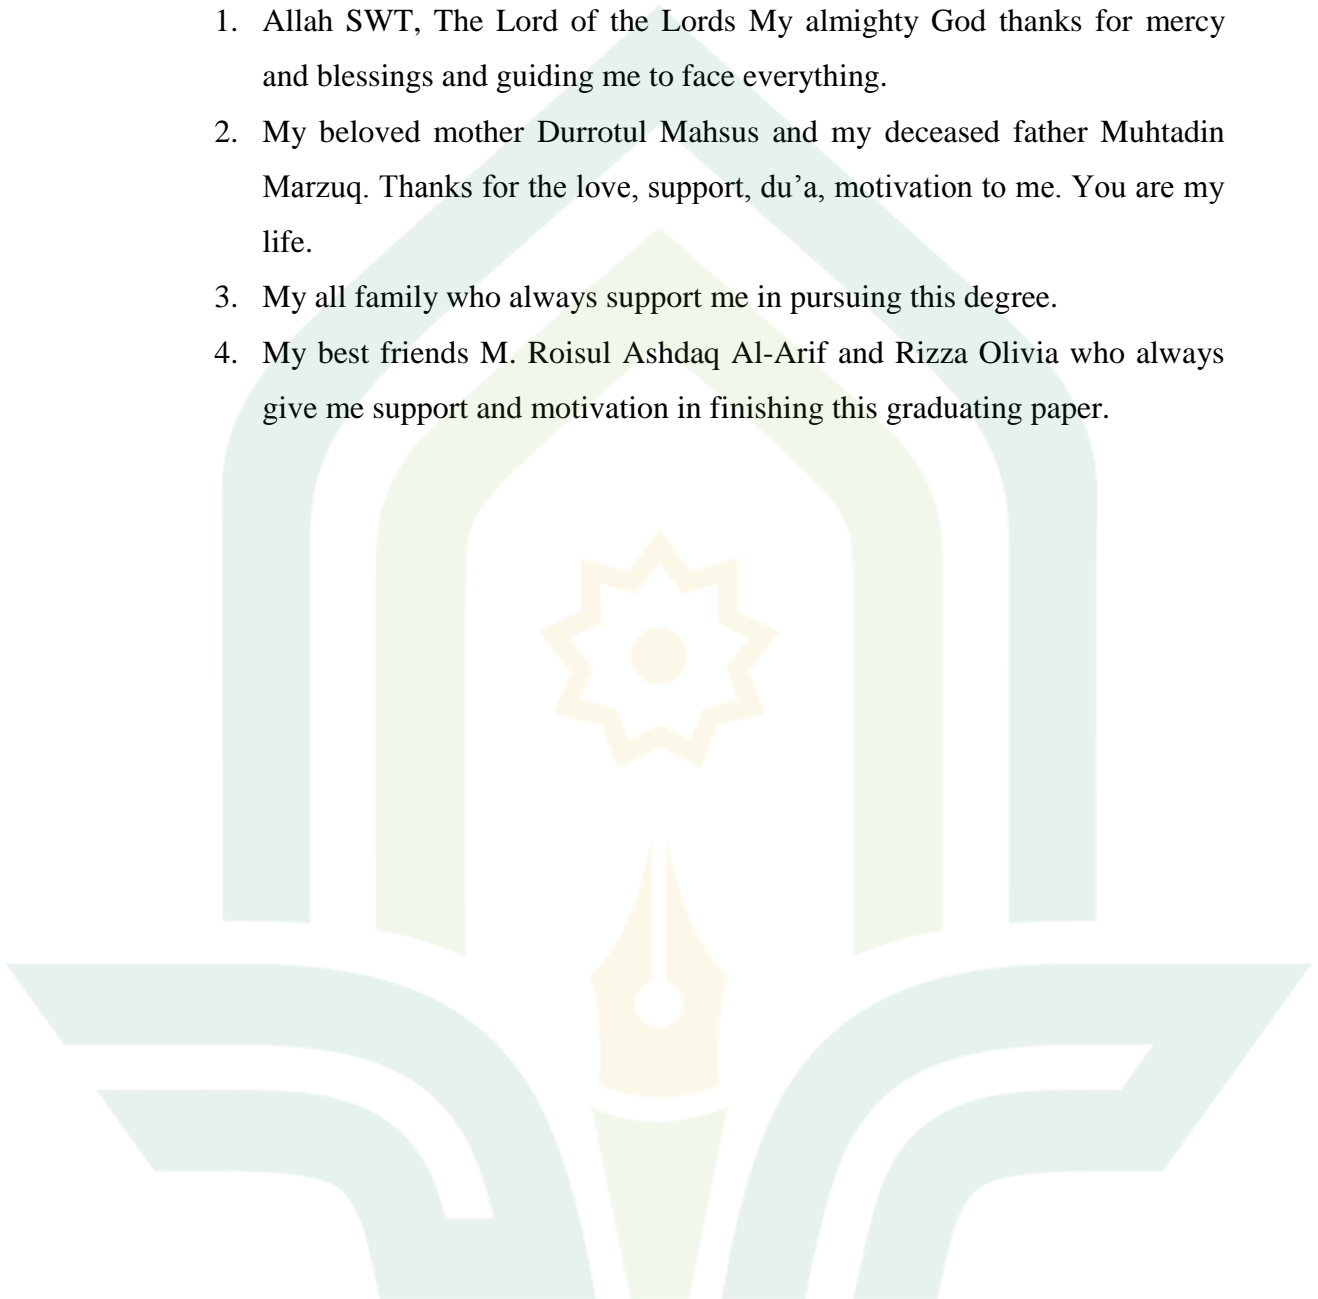 1. Allah SWT, The Lord of the Lords My almighty God thanks for mercy
and blessings and guiding me to face everything.
2. My beloved mother Durrotul Mahsus and my deceased father Muhtadin
Marzuq. Thanks for the love, support, du’a, motivation to me. You are my
life.
3. My all family who always support me in pursuing this degree.
4. My best friends M. Roisul Ashdaq Al-Arif and Rizza Olivia who always
give me support and motivation in finishing this graduating paper.